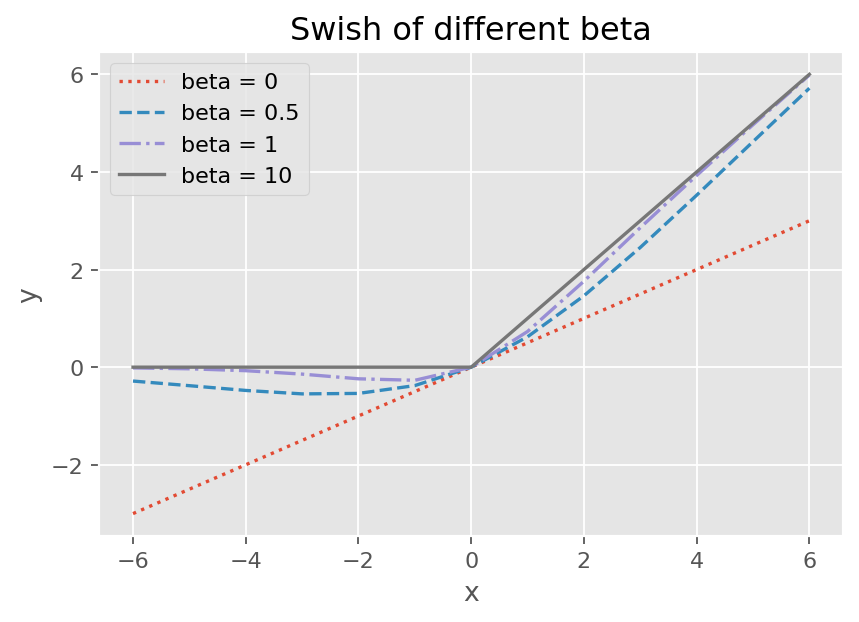 Swish of different beta
beta = 0
beta = 0.5
beta = 1
beta = 10
6
4
2
0
−2
y
−6 −4 −2 0 2 4 6
x